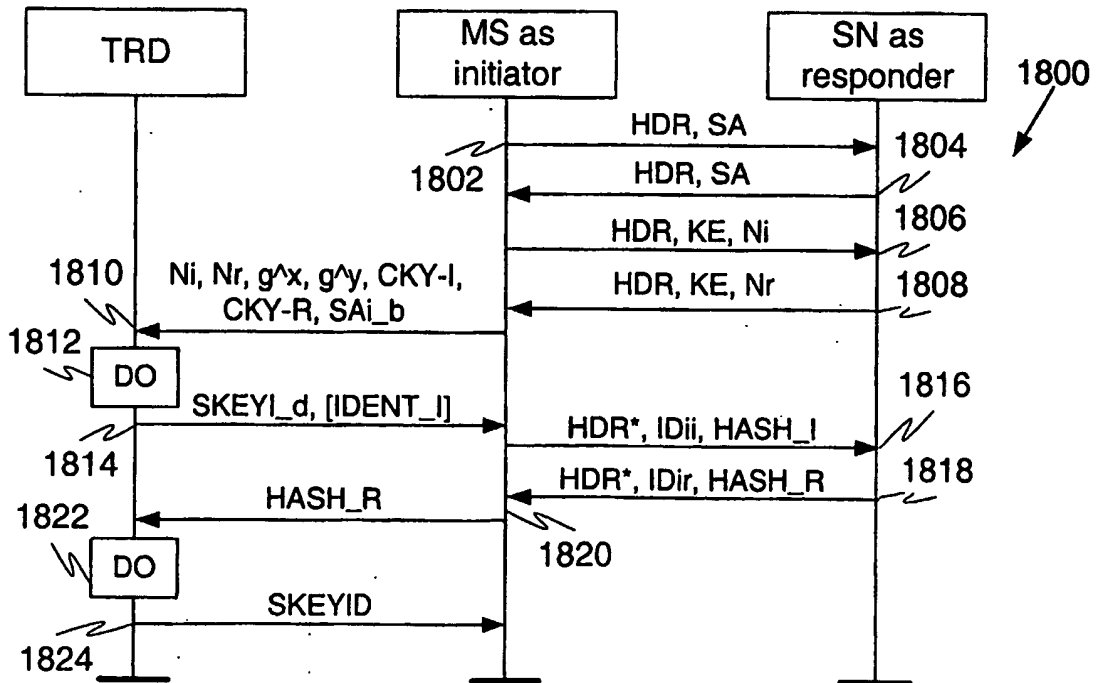 TRD
MS as
initiator
SN as
responder
1800
HDR, SA
1802
1804
HDR, SA
1806
HDR, KE, Ni
1810
Ni, Nr, g^x, g^y, CKY-I,
CKY-R, SAi_b
HDR, KE, Nr
1808
1812
DO
SKEYI_d, [IDENT_I]
1814
1816
HDR*, IDii, HASH_I
1818
HDR*, IDir, HASH_R
HASH_R
1820
1822
DO
SKEYID
1824